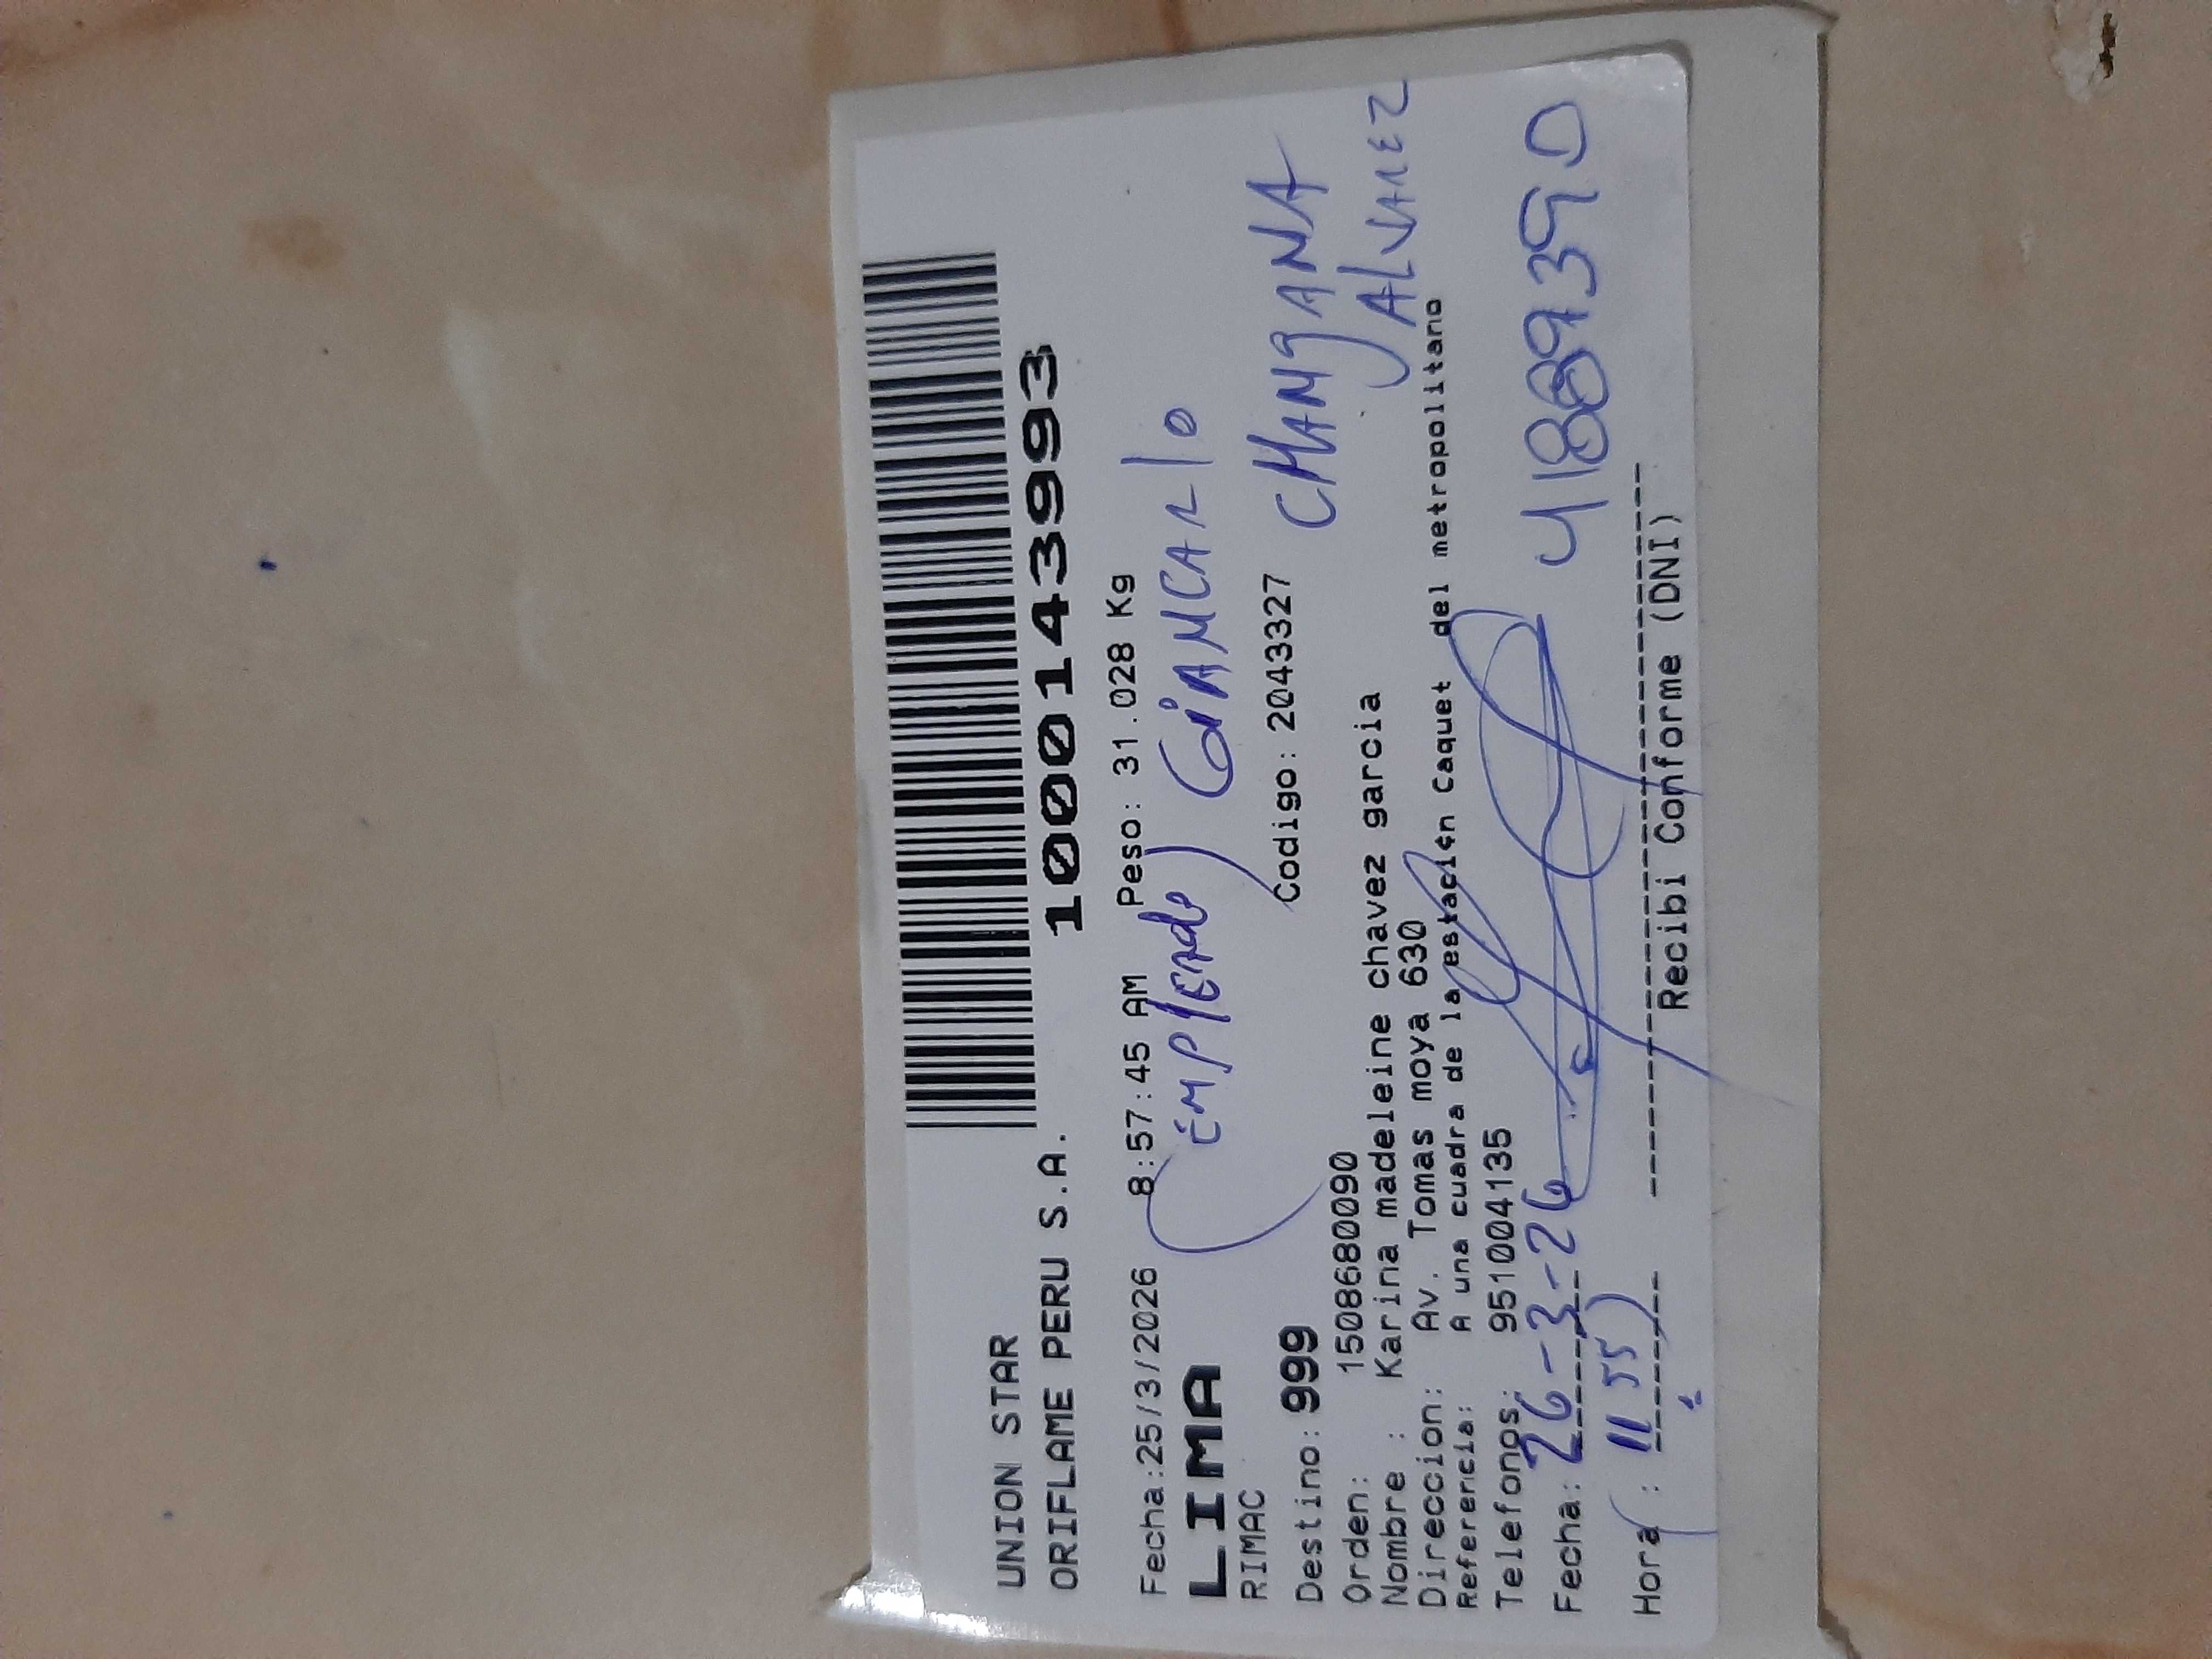 UNION STAR
ORIFLAME PERU S.A.
1000143993
Fecha:25/3/2026 8:57:45 AM Peso: 31.028 Kg
LIMA
(EMPleado) GiANCARlo
RIMAC
CHANgANA
Destino: 999 Codigo: 2043327
ALVAREZ
Orden: 1508680090
Nombre : Karina madeleine chavez garcia
Direccion: Av. Tomas moya 630
Referencia: A una cuadra de la estación Caquet del metropolitano
Telefonos: 951004135
Fecha: 26-3-26
41889390
Hora : 11 55
Recibi Conforme (DNI)